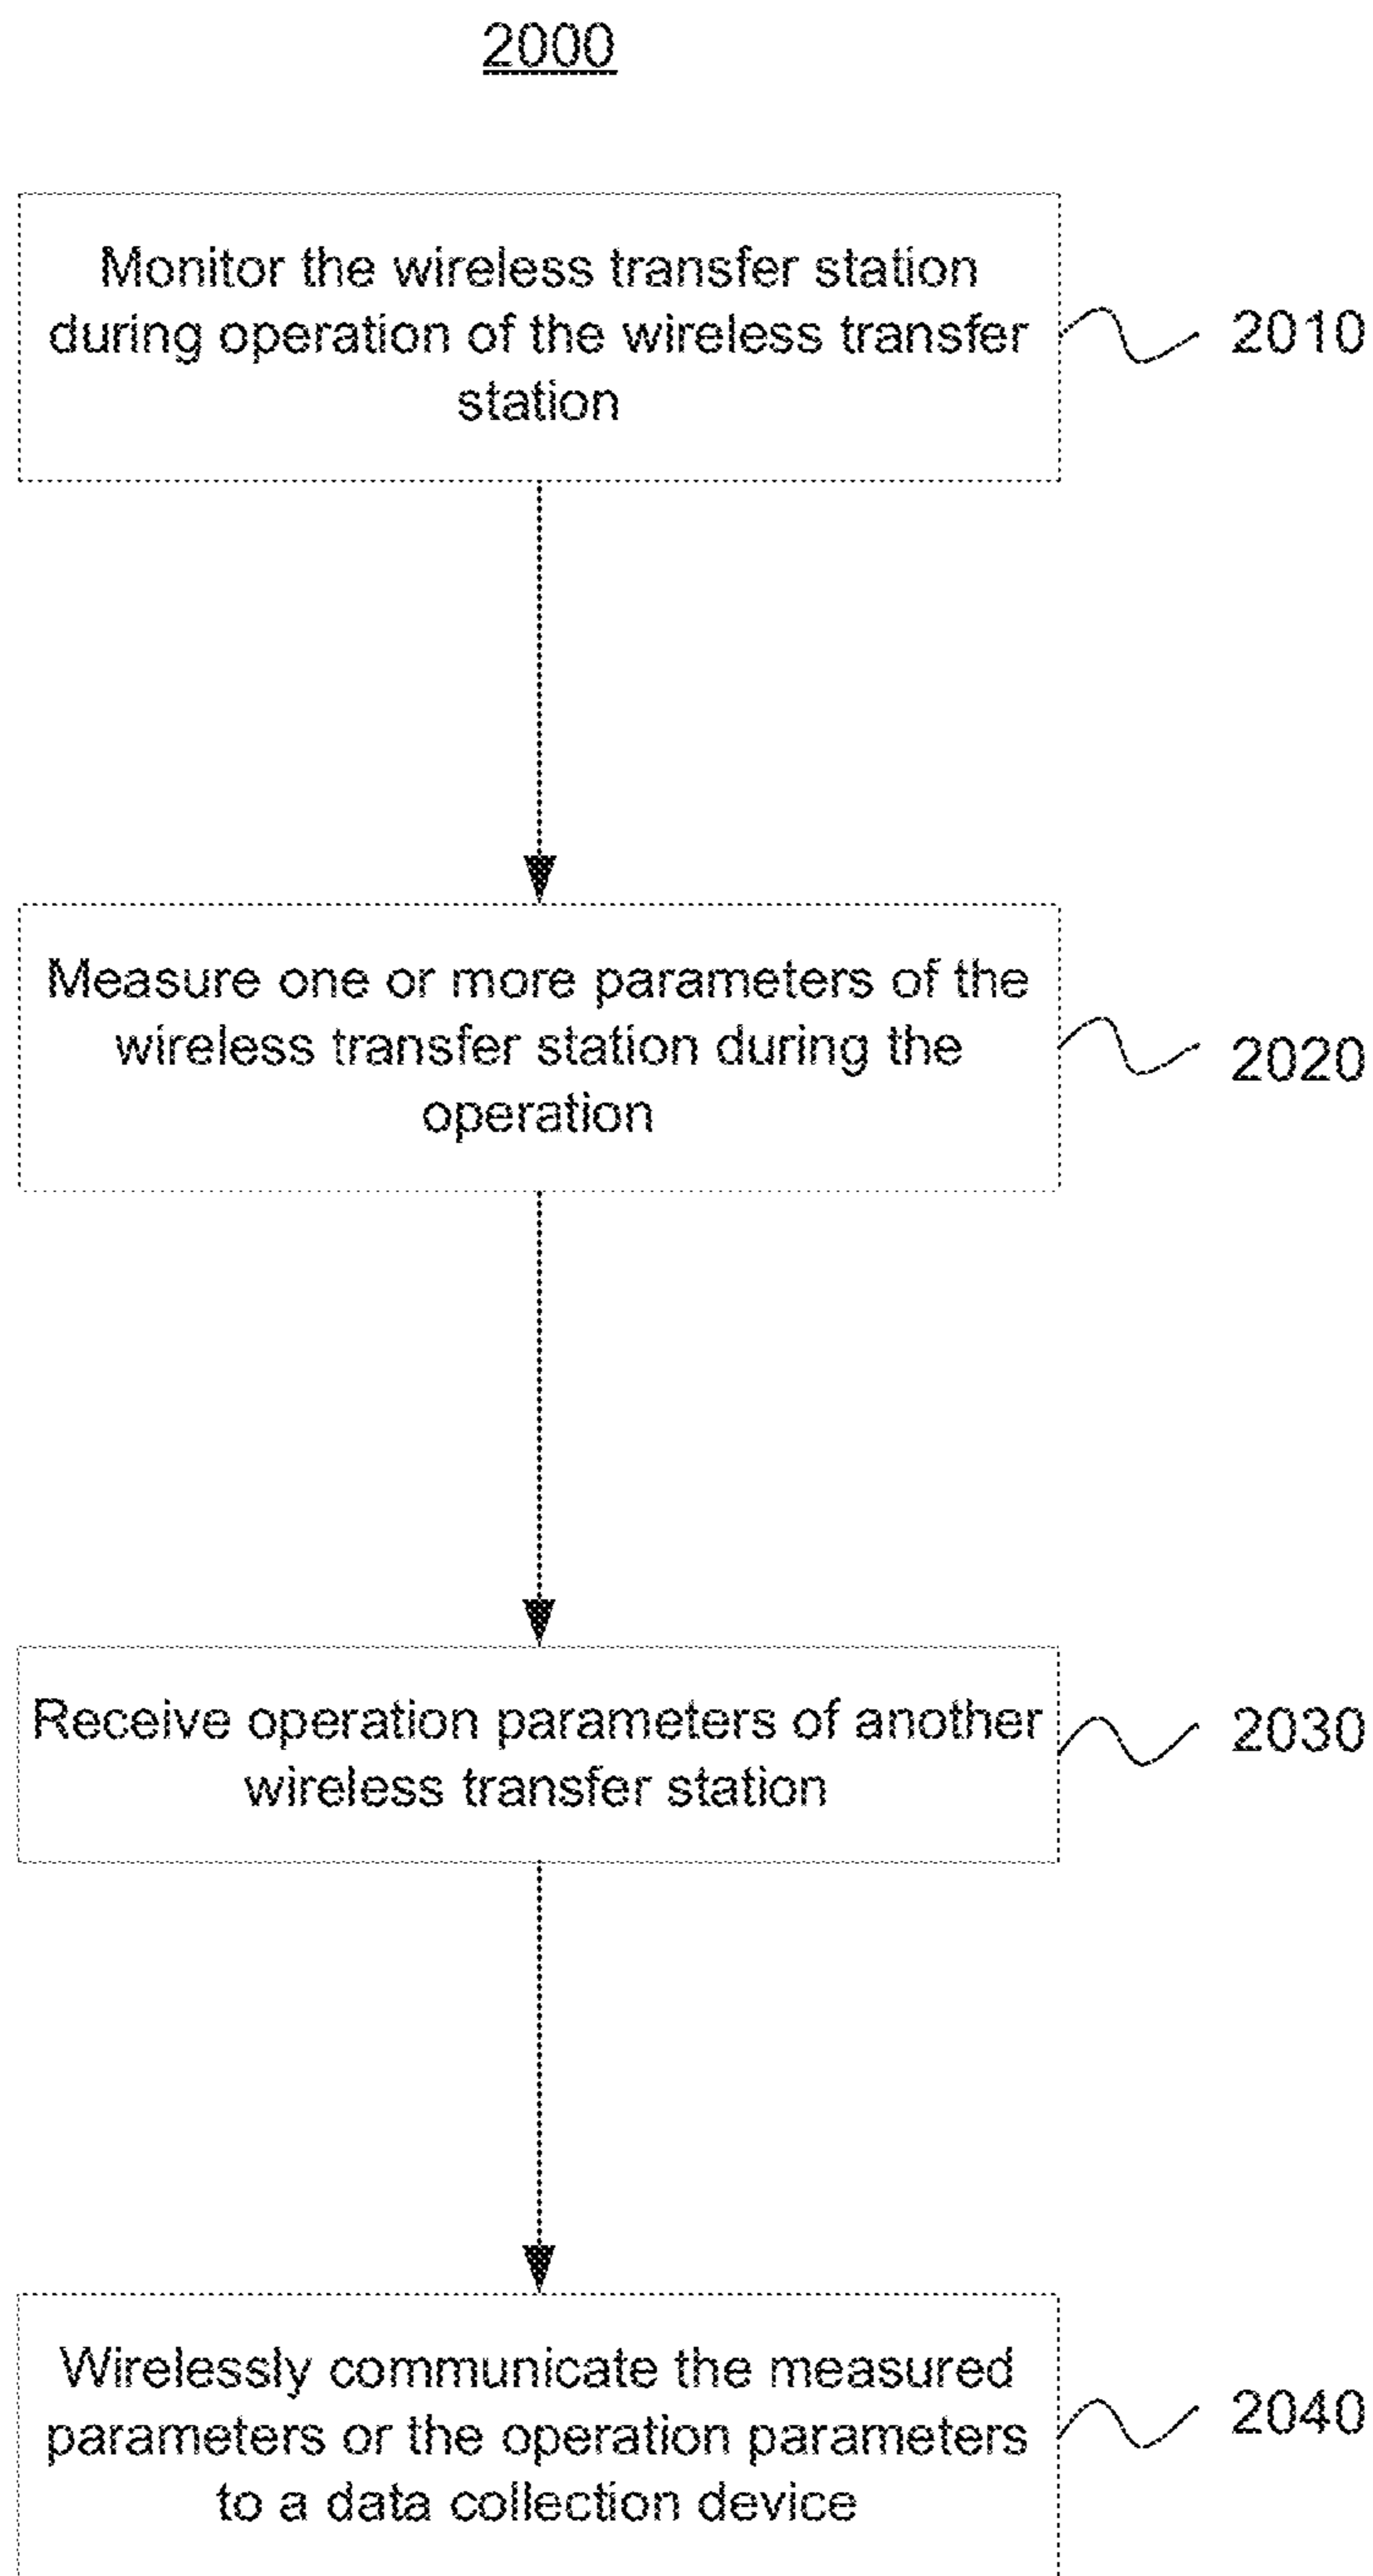 2000
Monitor the wireless transfer station
during operation of the wireless transfer
station
2010
Measure one or more parameters of the
wireless transfer station during the
operation
2020
Receive operation parameters of another
wireless transfer station
2030
Wirelessly communicate the measured
parameters or the operation parameters
to a data collection device
2040